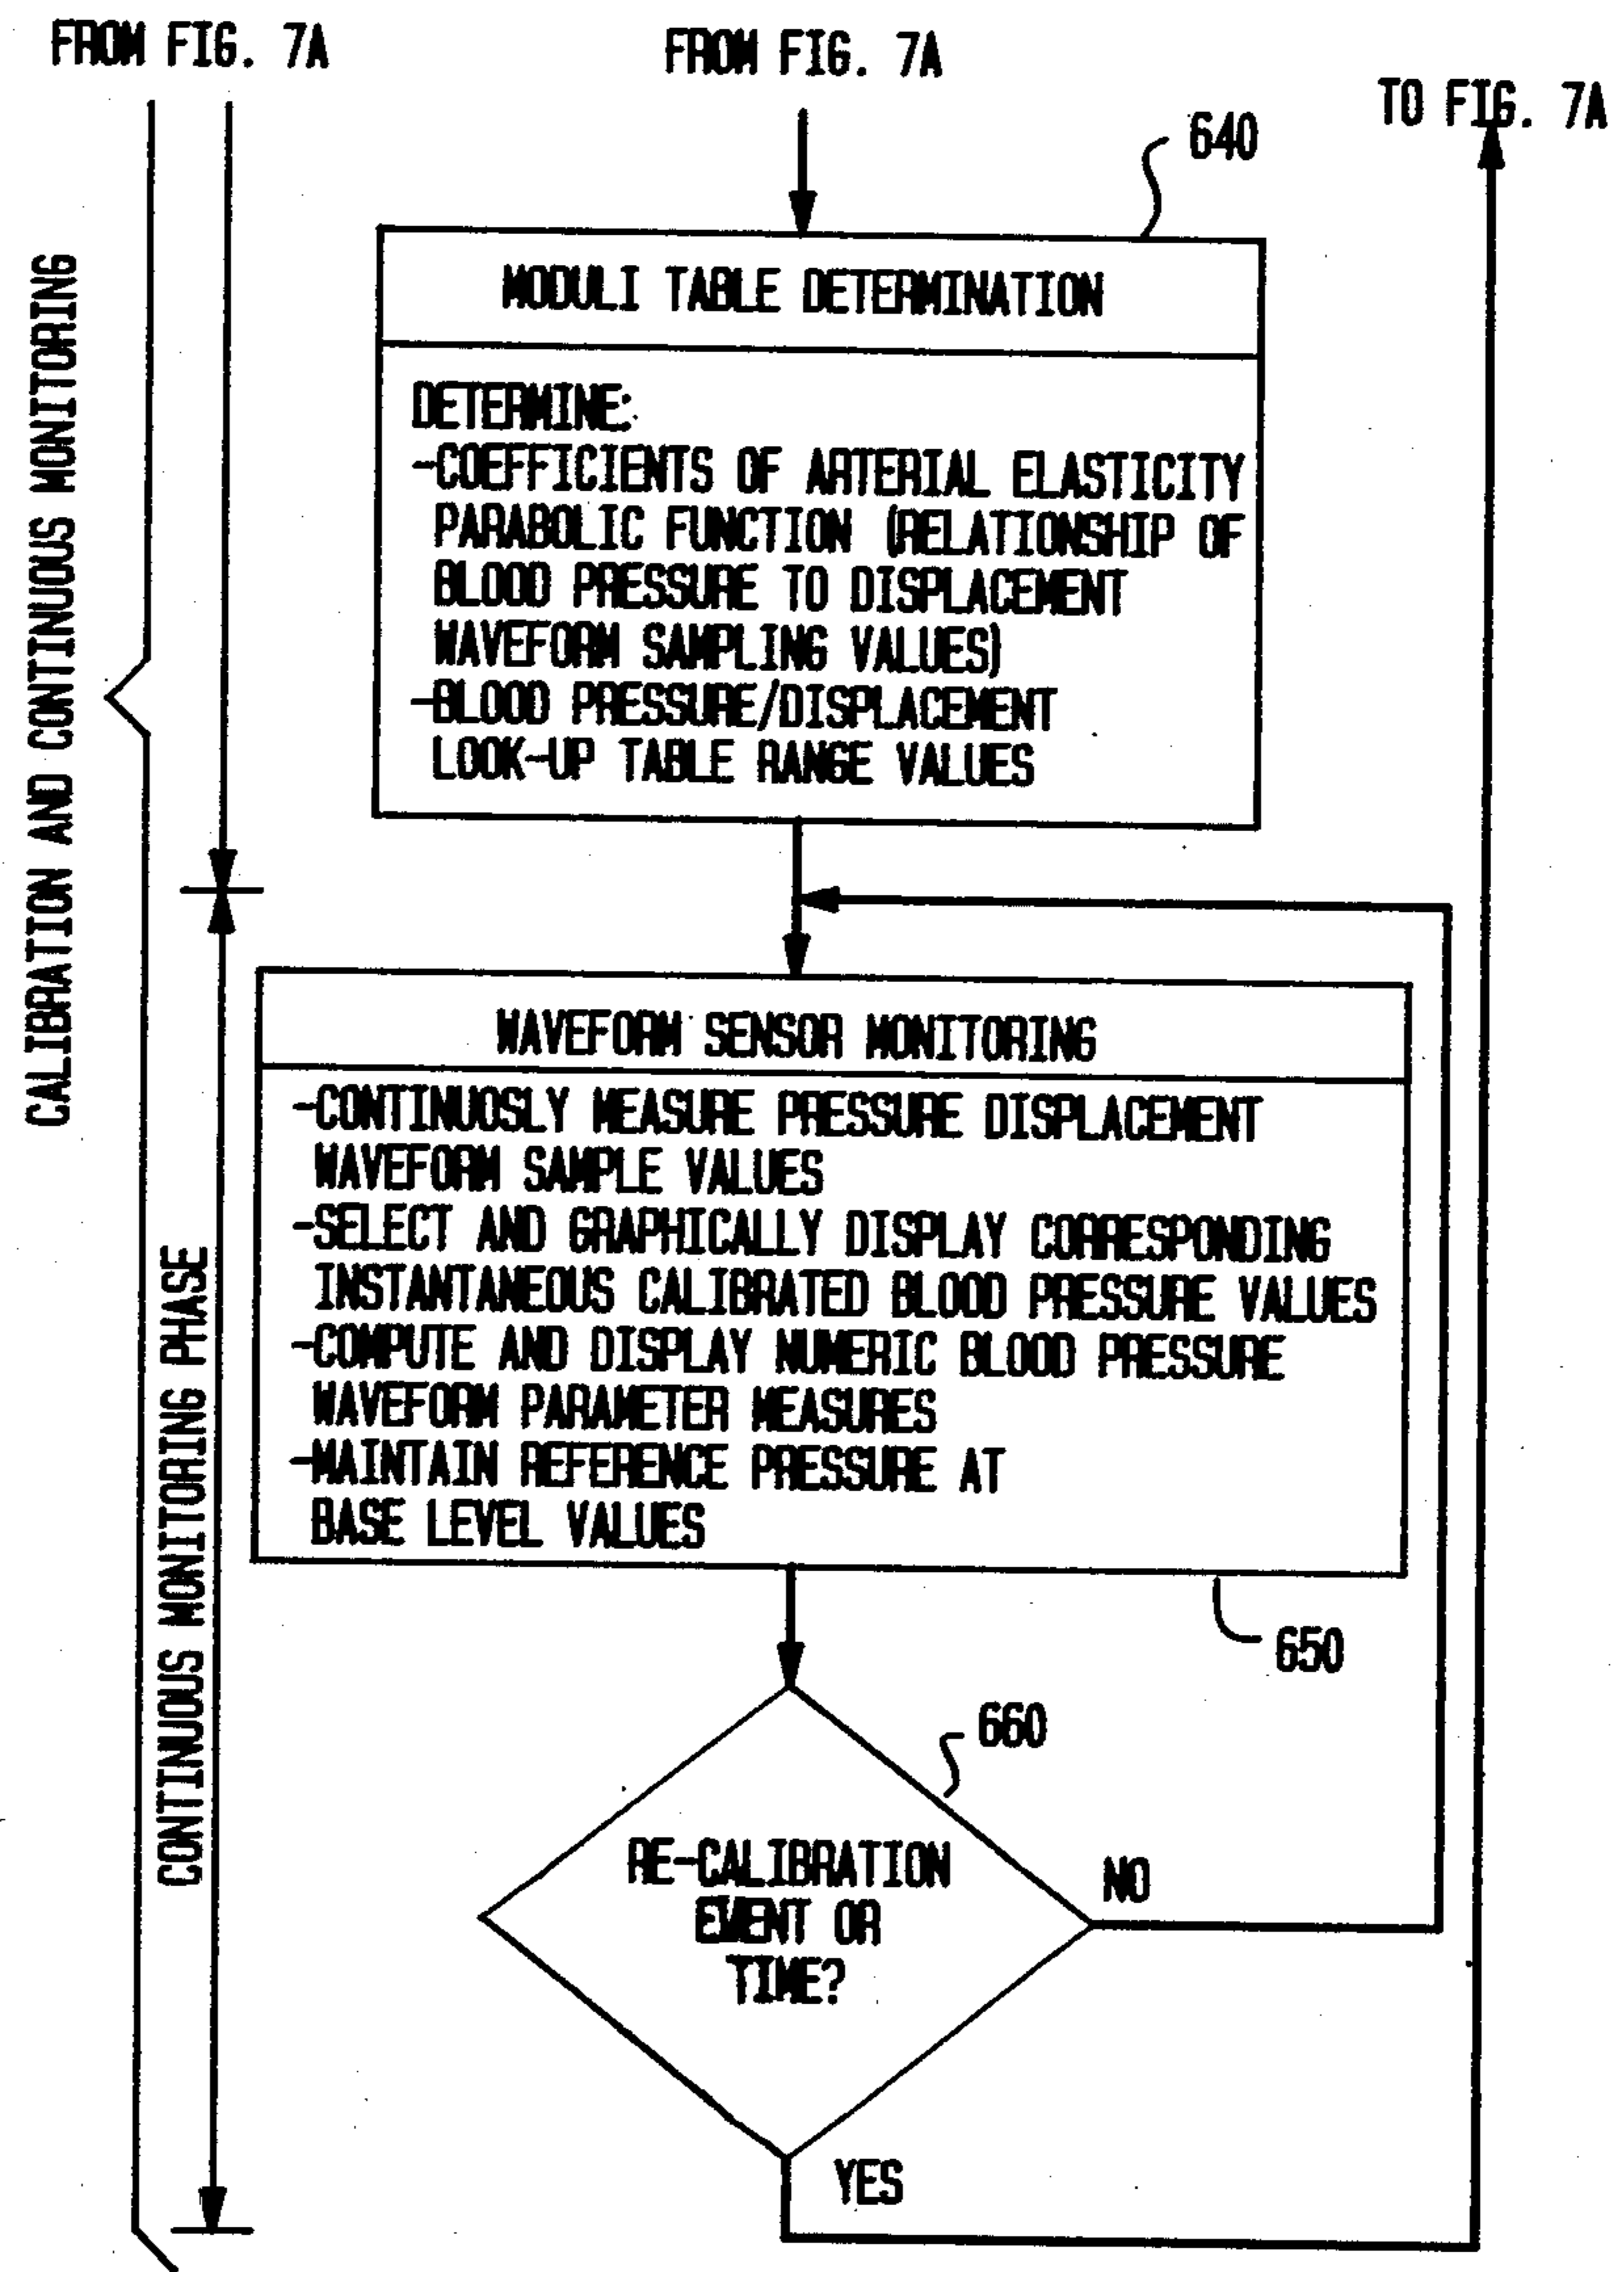 FROM FIG. 7A
FROM FIG. 7A
TO FIG. 7A
640
MODULI TABLE DETERMINATION
DETERMINE:
-COEFFICIENTS OF ARTERIAL ELASTICITY
PARABOLIC FUNCTION (RELATIONSHIP OF
BLOOD PRESSURE TO DISPLACEMENT
WAVEFORM SAMPLING VALUES)
-BLOOD PRESSURE/DISPLACEMENT
LOOK-UP TABLE RANGE VALUES
CALIBRATION AND CONTINUOUS MONITORING
WAVEFORM SENSOR MONITORING
-CONTINUOSLY MEASURE PRESSURE DISPLACEMENT
WAVEFORM SAMPLE VALUES
-SELECT AND GRAPHICALLY DISPLAY CORRESPONDING
INSTANTANEOUS CALIBRATED BLOOD PRESSURE VALUES
-COMPUTE AND DISPLAY NUMERIC BLOOD PRESSURE
WAVEFORM PARAMETER MEASURES
-MAINTAIN REFERENCE PRESSURE AT
BASE LEVEL VALUES
650
CONTINUOUS MONITORING PHASE
660
RE-CALIBRATION
EVENT OR
TIME?
NO
YES